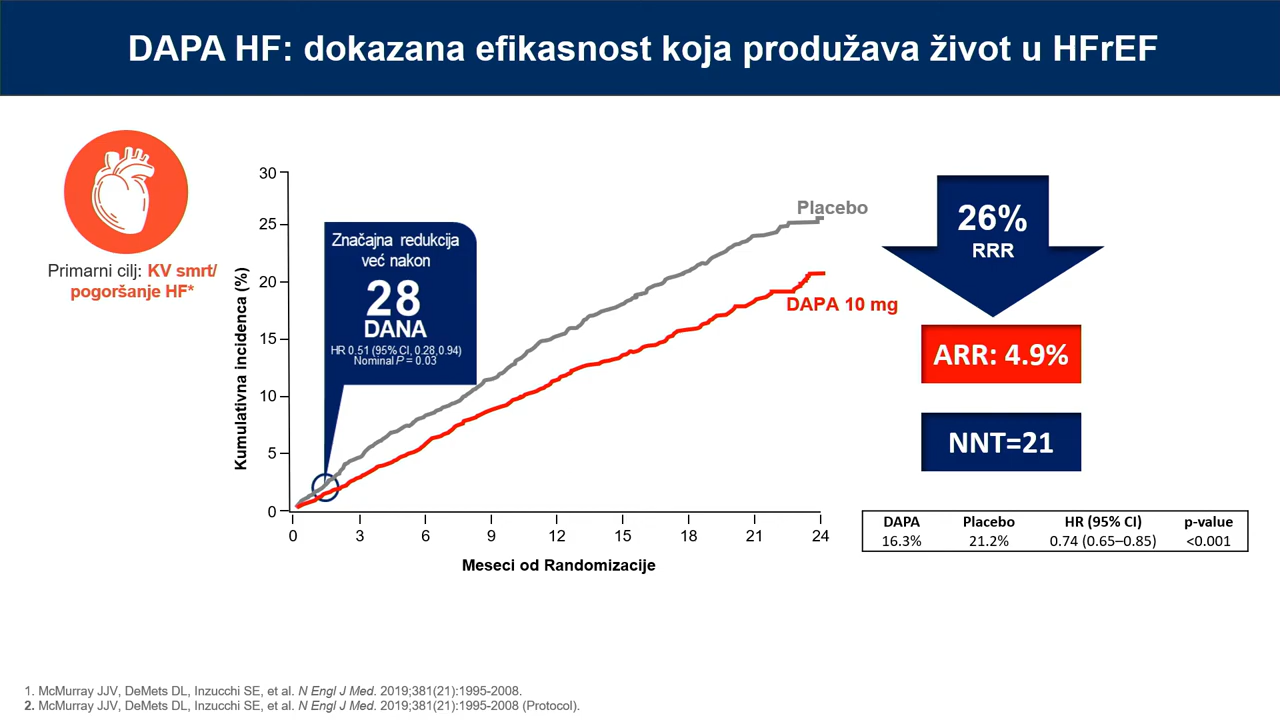 DAPA HF: dokazana efikasnost koja produžava život u HFrEF
Primarni cilj: KV smrt/
pogoršanje HF*
Kumulativna incidenca (%)
30
25
20
15
10
5
0
Značajna redukcija
već nakon
28
DANA
HR 0.51 (95% CI, 0.28,0.94)
Nominal P = 0.03
Placebo
DAPA 10 mg
0 3 6 9 12 15 18 21 24
Meseci od Randomizacije
26%
RRR
ARR: 4.9%
NNT=21
DAPA Placebo HR (95% CI) p-value
16.3% 21.2% 0.74 (0.65–0.85) <0.001
1. McMurray JJV, DeMets DL, Inzucchi SE, et al. N Engl J Med. 2019;381(21):1995-2008.
2. McMurray JJV, DeMets DL, Inzucchi SE, et al. N Engl J Med. 2019;381(21):1995-2008 (Protocol).